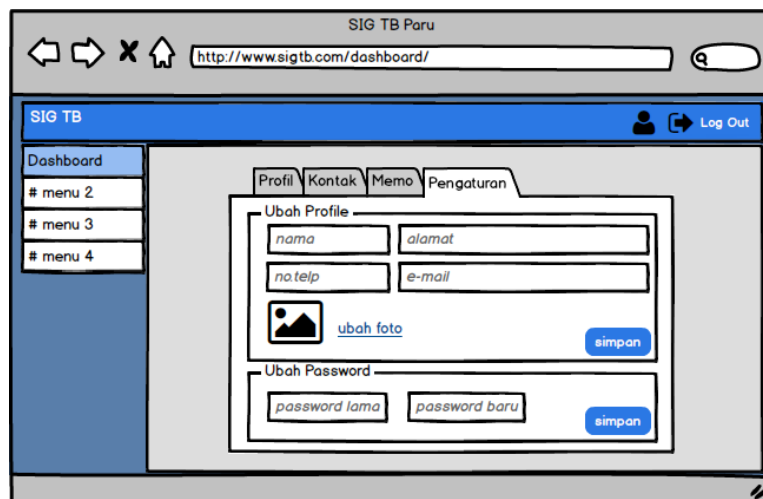 SIG TB Paru
http://www.sigtb.com/dashboard/
SIG TB
Log Out
Dashboard
# menu 2
# menu 3
# menu 4
Profil Kontak Memo Pengaturan
Ubah Profile
nama alamat
no.telp e-mail
ubah foto
simpan
Ubah Password
password lama password baru
simpan